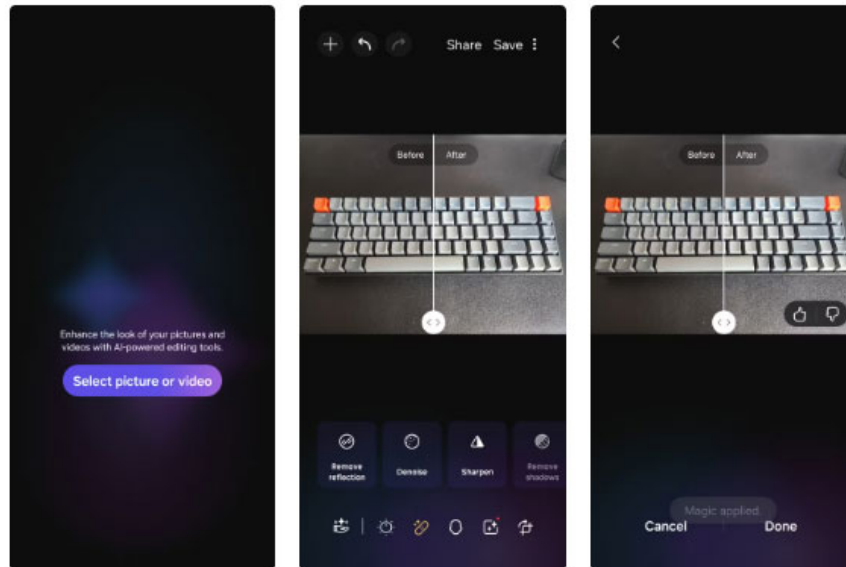 Enhance the look of your pictures and
videos with AI-powered editing tools.
Select picture or video
Share Save
Before After
Remove
reflection
Denoise
Sharpen
Remove
shadows
Before After
Magic applied.
Cancel Done